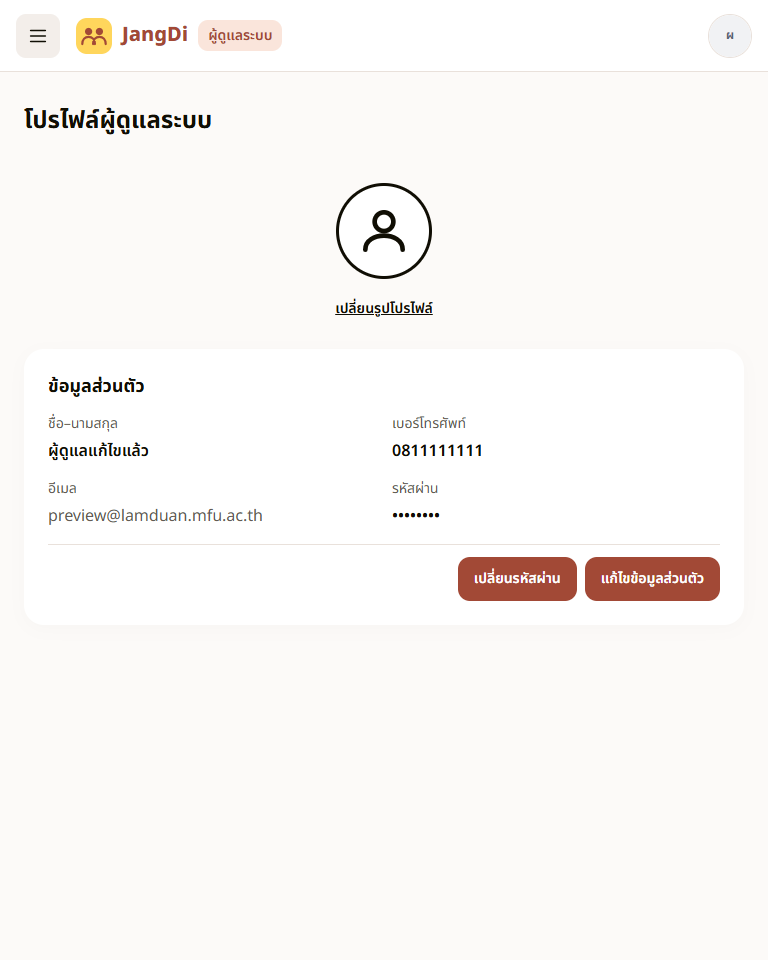 JangDi ผู้ดูแลระบบ ผ
โปรไฟล์ผู้ดูแลระบบ
เปลี่ยนรูปโปรไฟล์
ข้อมูลส่วนตัว
ชื่อ–นามสกุล เบอร์โทรศัพท์
ผู้ดูแลแก้ไขแล้ว 0811111111
อีเมล รหัสผ่าน
preview@lamduan.mfu.ac.th ••••••••
เปลี่ยนรหัสผ่าน แก้ไขข้อมูลส่วนตัว